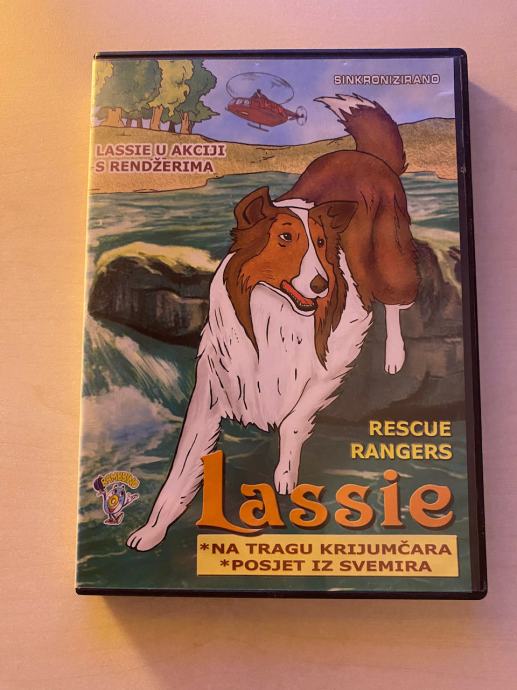 SINKRONIZIRANO
LASSIE U AKCIJI
S RENDŽERIMA
RESCUE
RANGERS
Lassie
*NA TRAGU KRIJUMČARA
*POSJET IZ SVEMIRA